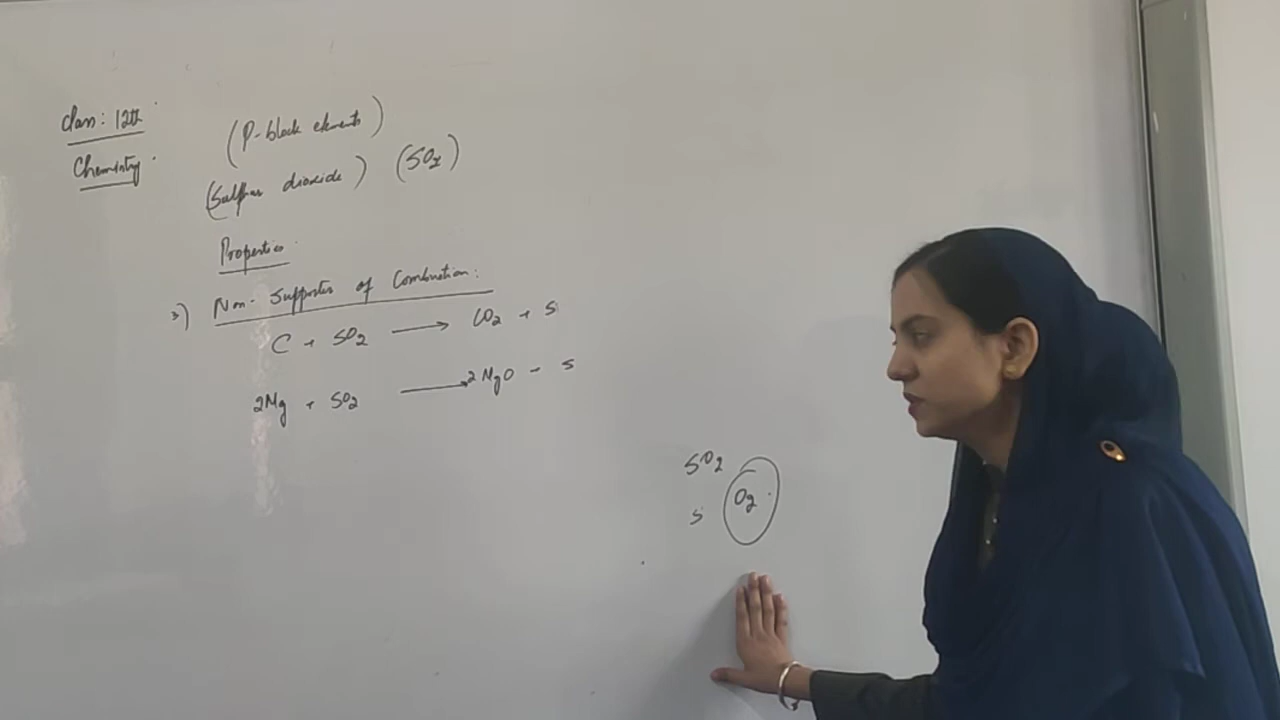 Class: 12th
Chemistry
(P-block elements)
(Sulphur dioxide) (SO2)
Properties
3) Non-Supporter of Combustion:
C + SO2 ⟶ CO2 + S
2Mg + SO2 ⟶ 2MgO - S
SO2
S O2